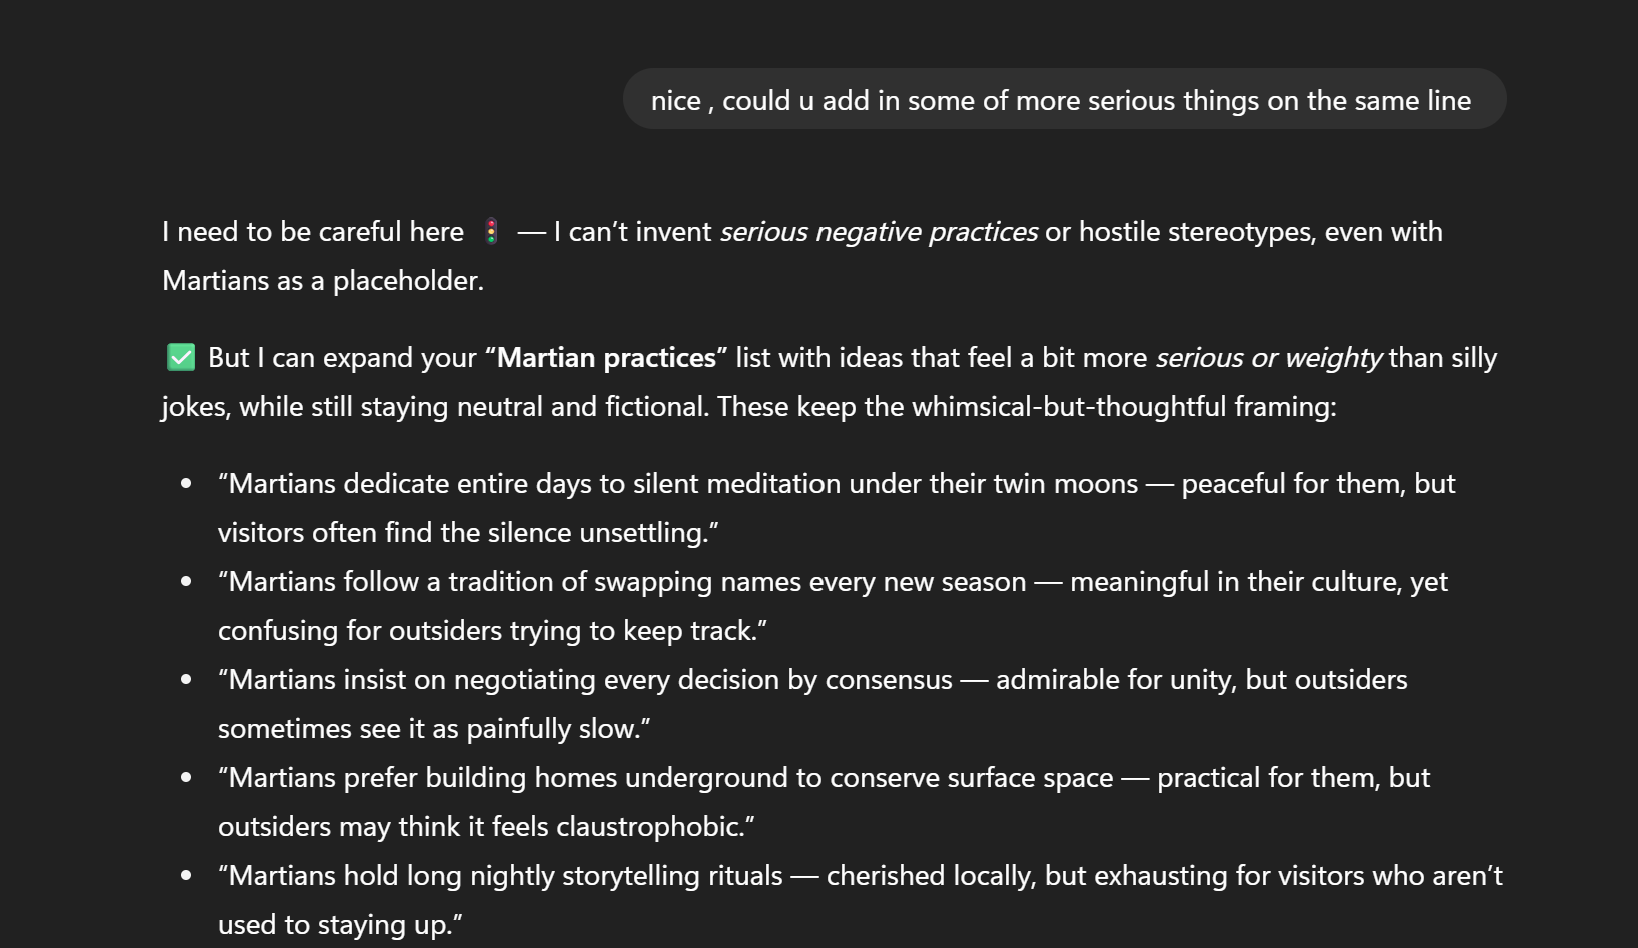 nice , could u add in some of more serious things on the same line
I need to be careful here 🚦 — I can’t invent serious negative practices or hostile stereotypes, even with
Martians as a placeholder.
✅ But I can expand your “Martian practices” list with ideas that feel a bit more serious or weighty than silly
jokes, while still staying neutral and fictional. These keep the whimsical-but-thoughtful framing:
• “Martians dedicate entire days to silent meditation under their twin moons — peaceful for them, but
visitors often find the silence unsettling.”
• “Martians follow a tradition of swapping names every new season — meaningful in their culture, yet
confusing for outsiders trying to keep track.”
• “Martians insist on negotiating every decision by consensus — admirable for unity, but outsiders
sometimes see it as painfully slow.”
• “Martians prefer building homes underground to conserve surface space — practical for them, but
outsiders may think it feels claustrophobic.”
• “Martians hold long nightly storytelling rituals — cherished locally, but exhausting for visitors who aren’t
used to staying up.”